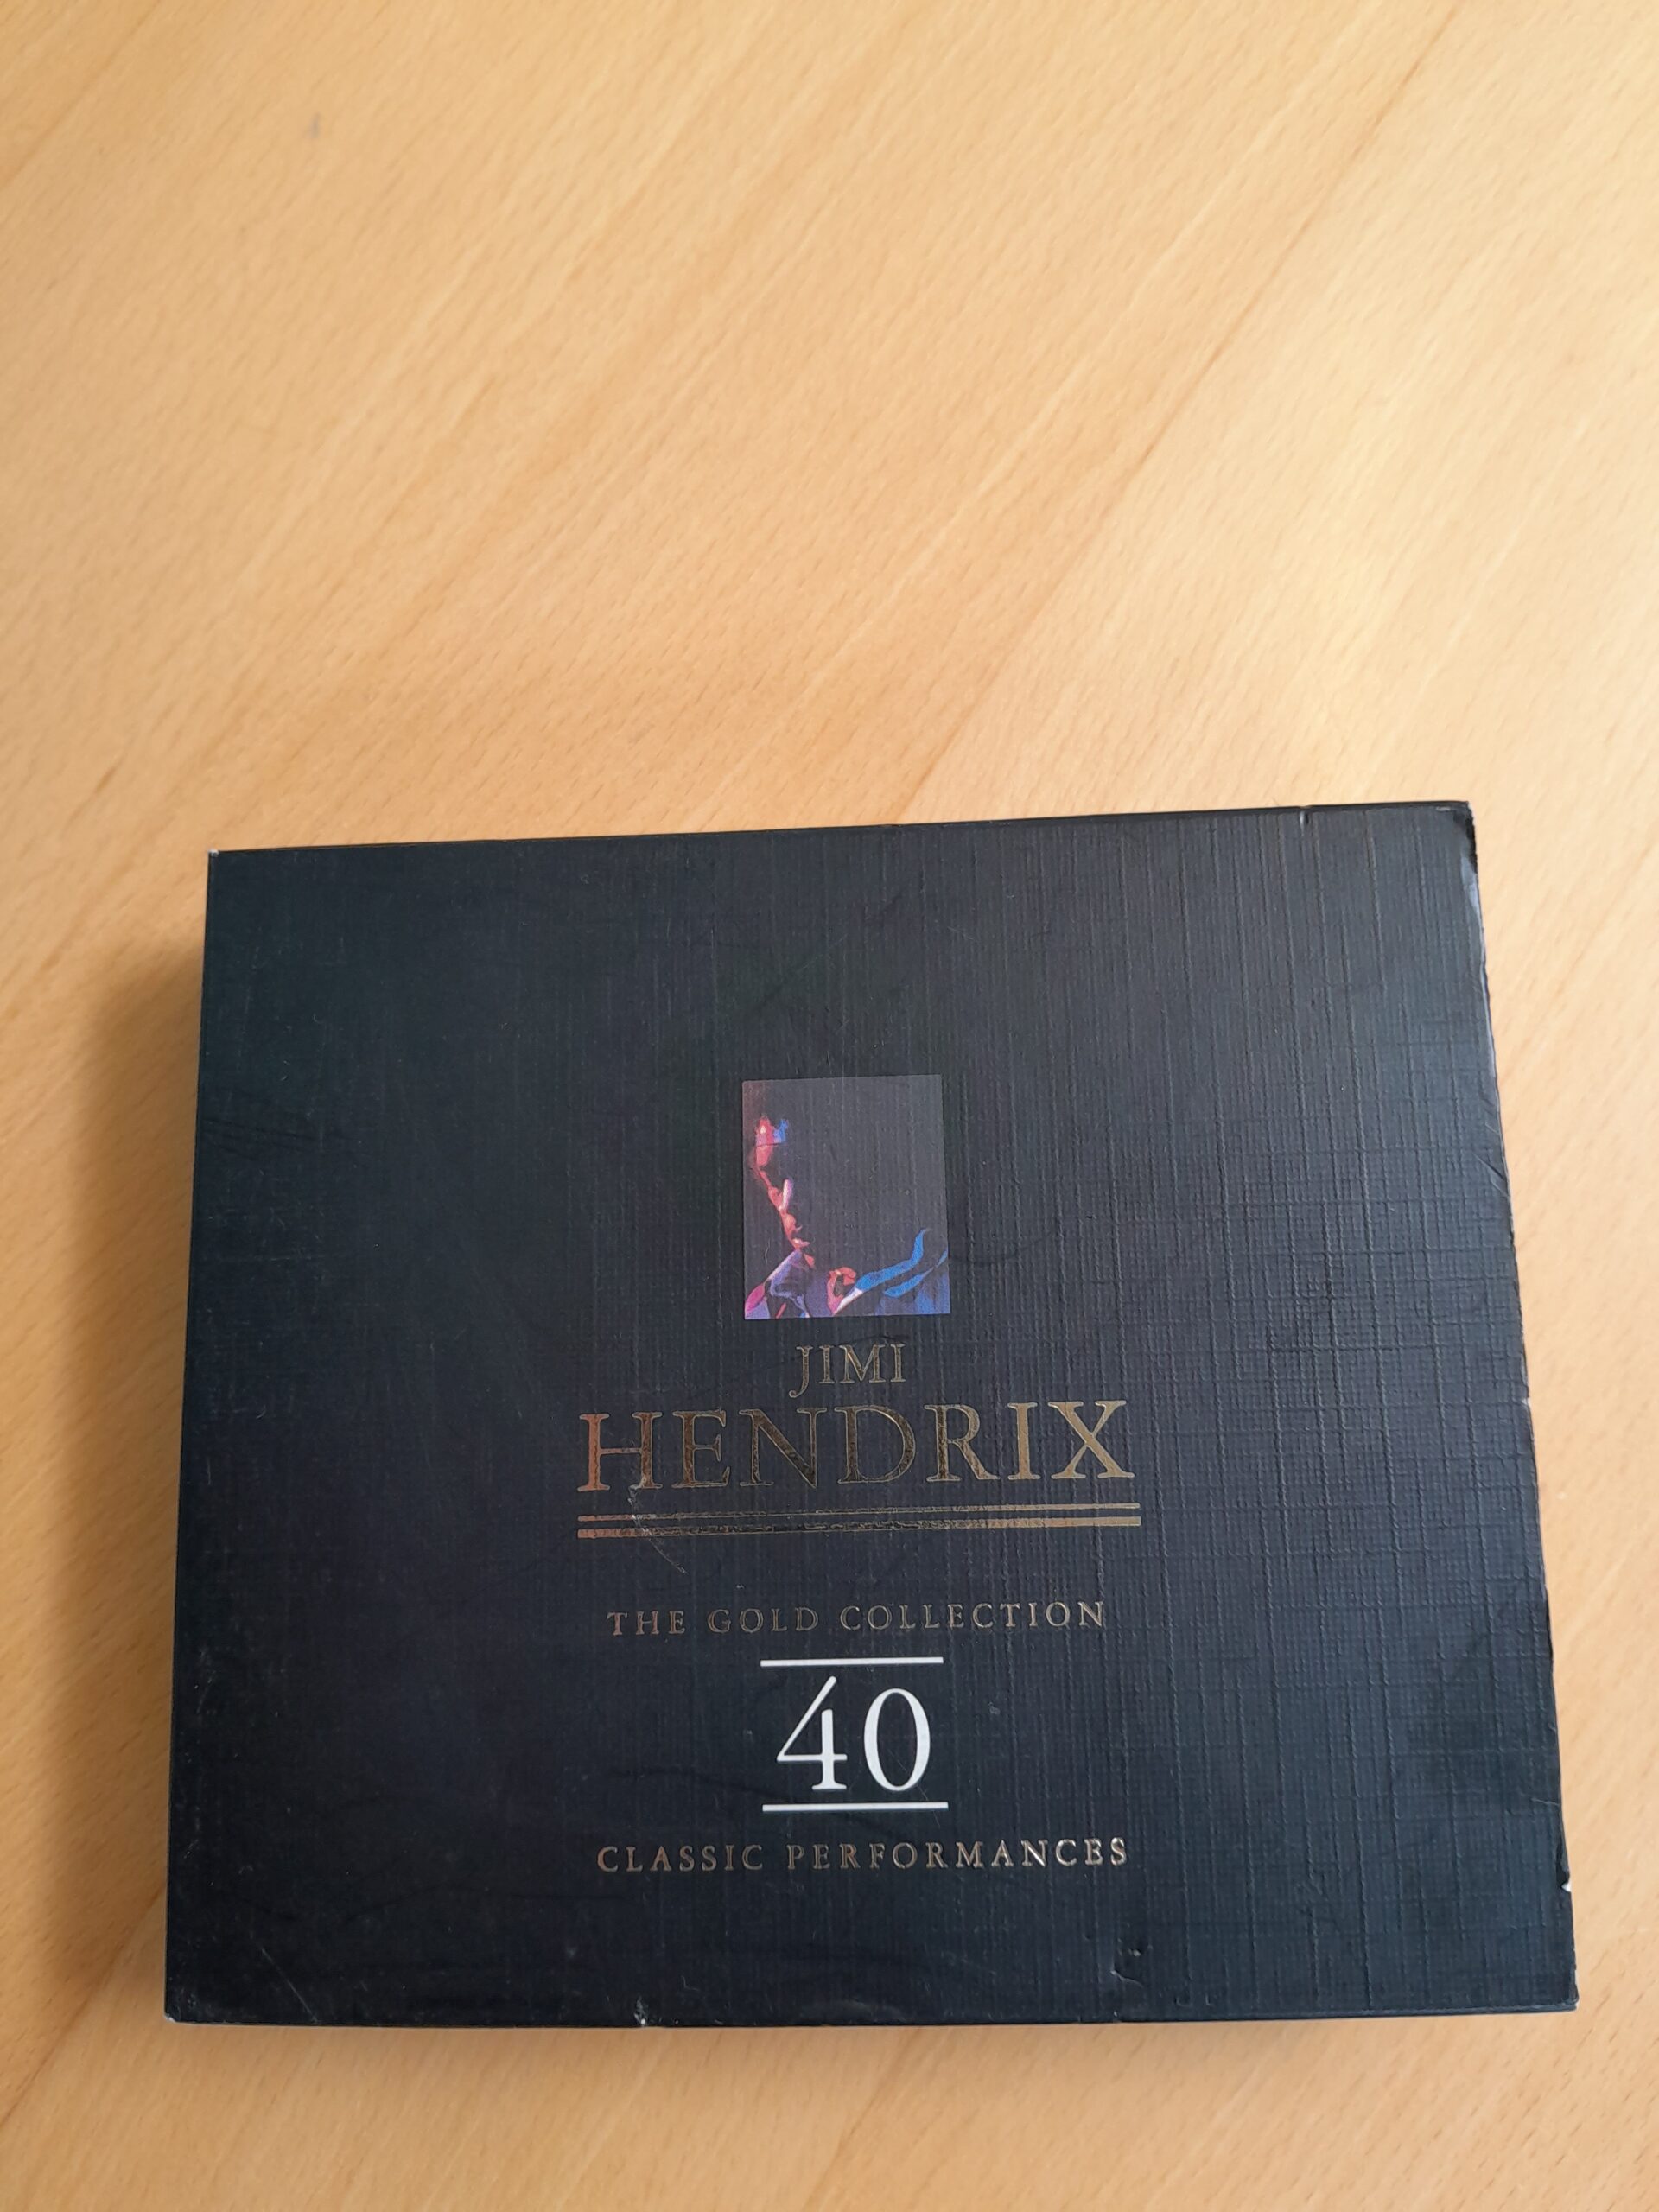 JIMI
HENDRIX
THE GOLD COLLECTION
40
CLASSIC PERFORMANCES